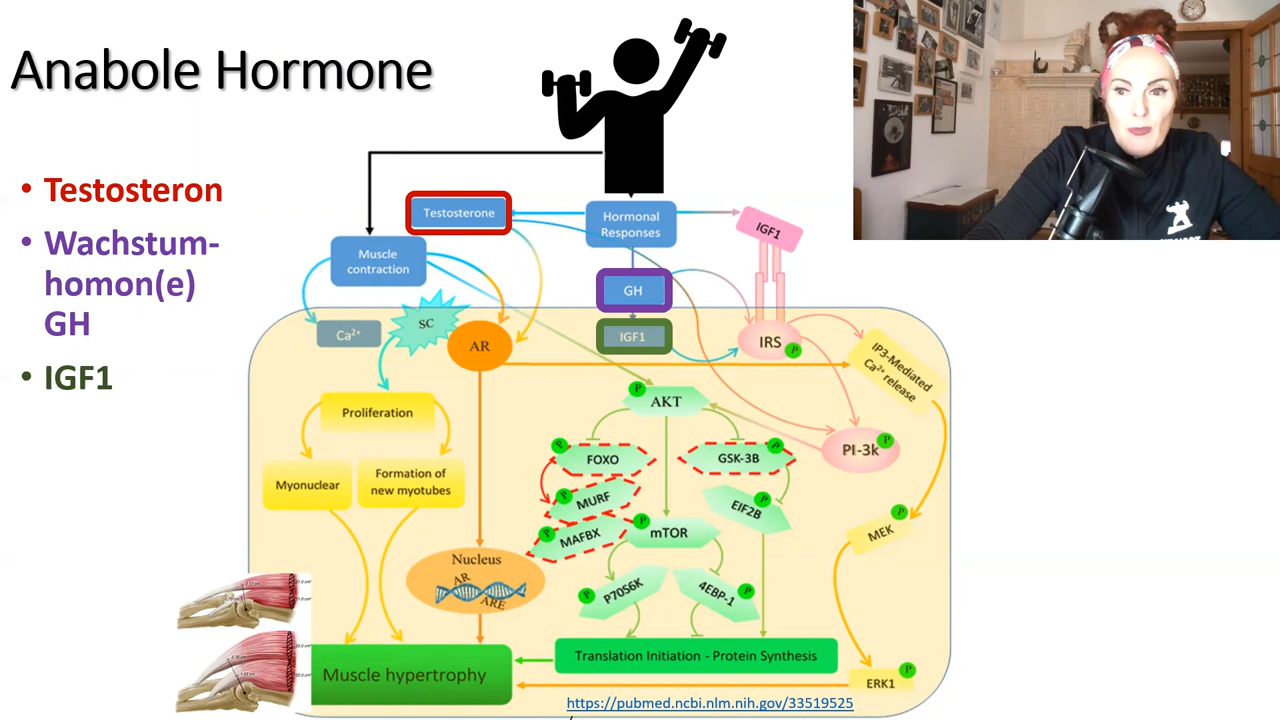 Anabole Hormone
• Testosteron
• Wachstum-
homon(e)
GH
• IGF1
Testosterone
Hormonal
Responses
IGF1
Muscle
contraction
GH
IGF1
Ca2+
SC
AR
IRS
P
IP3-Mediated
Ca2+ release
P
AKT
Proliferation
PI-3k
P
P
FOXO
GSK-3B
P
Myonuclear
Formation of
new myotubes
P
MURF
EIF2B
P
P
MAFBX
P
mTOR
MEK
P
Nucleus
AR
ARE
P
P70S6K
4EBP-1
P
Translation Initiation - Protein Synthesis
Muscle hypertrophy
ERK1
P
https://pubmed.ncbi.nlm.nih.gov/33519525
/